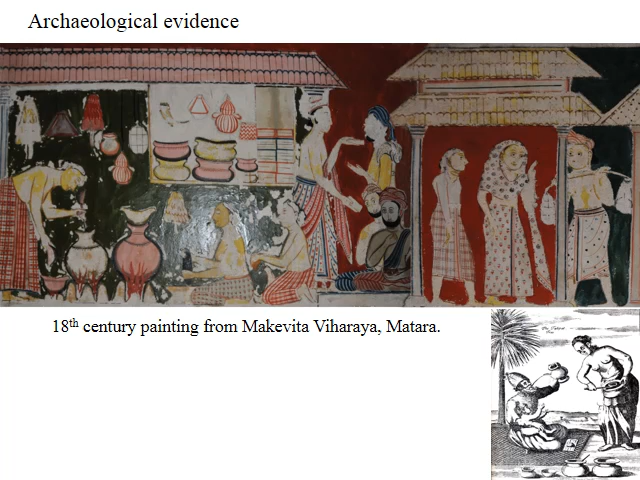 Archaeological evidence
18th century painting from Makevita Viharaya, Matara.